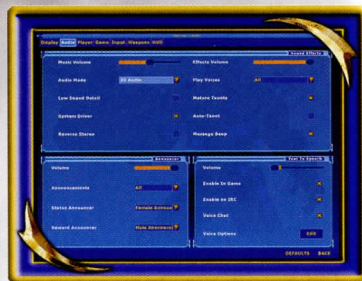 Display Audio Player Game Input Weapons HUD
Sound Effects
Music Volume Effects Volume
Audio Mode 3D Audio Play Voices All
Low Sound Detail Mature Taunts
System Driver Auto-Taunt
Reverse Stereo Message Beep
Announcer
Volume
Announcements All
Status Announcer Female
Reward Announcer Male Announcer
Text To Speech
Volume
Enable In Game
Enable on IRC
Voice Chat
Voice Options Edit
DEFAULTS BACK